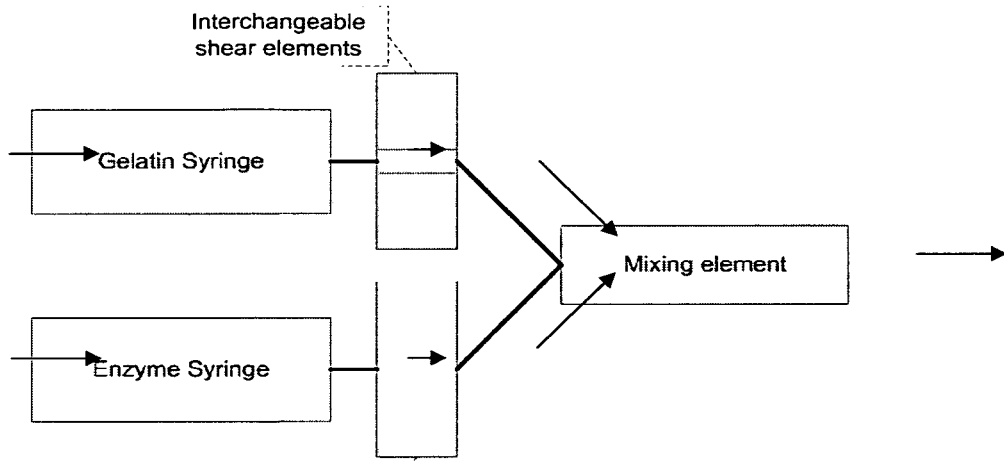 Interchangeable
shear elements
Gelatin Syringe
Mixing element
Enzyme Syringe